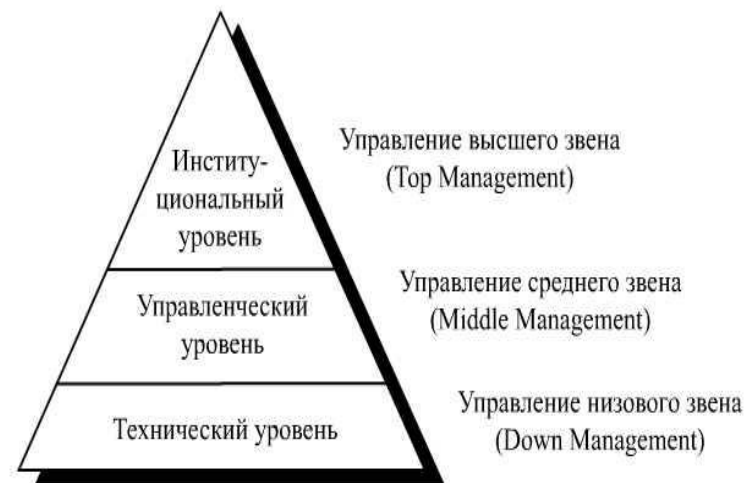 Институ-
циональный
уровень
Управление высшего звена
(Top Management)
Управленческий
уровень
Управление среднего звена
(Middle Management)
Технический уровень
Управление низового звена
(Down Management)